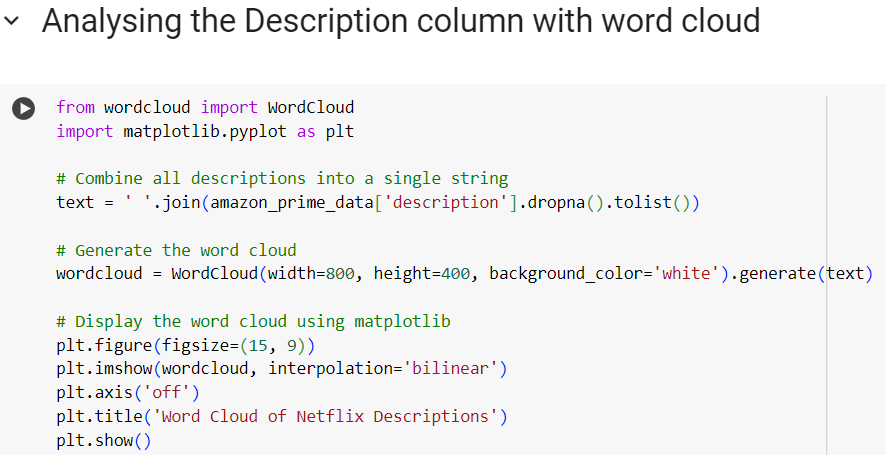 Analysing the Description column with word cloud
from wordcloud import WordCloud
import matplotlib.pyplot as plt
# Combine all descriptions into a single string
text = ' '.join(amazon_prime_data['description'].dropna().tolist())
# Generate the word cloud
wordcloud = WordCloud(width=800, height=400, background_color='white').generate(text)
# Display the word cloud using matplotlib
plt.figure(figsize=(15, 9))
plt.imshow(wordcloud, interpolation='bilinear')
plt.axis('off')
plt.title('Word Cloud of Netflix Descriptions')
plt.show()